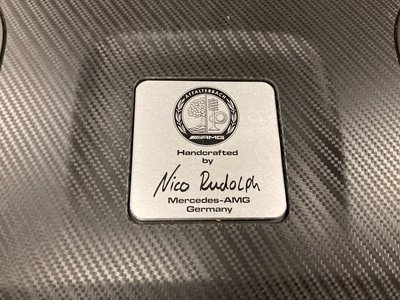 AFFALTERBACH
AMG
Handcrafted
by
Nico Rudolph
Mercedes-AMG
Germany